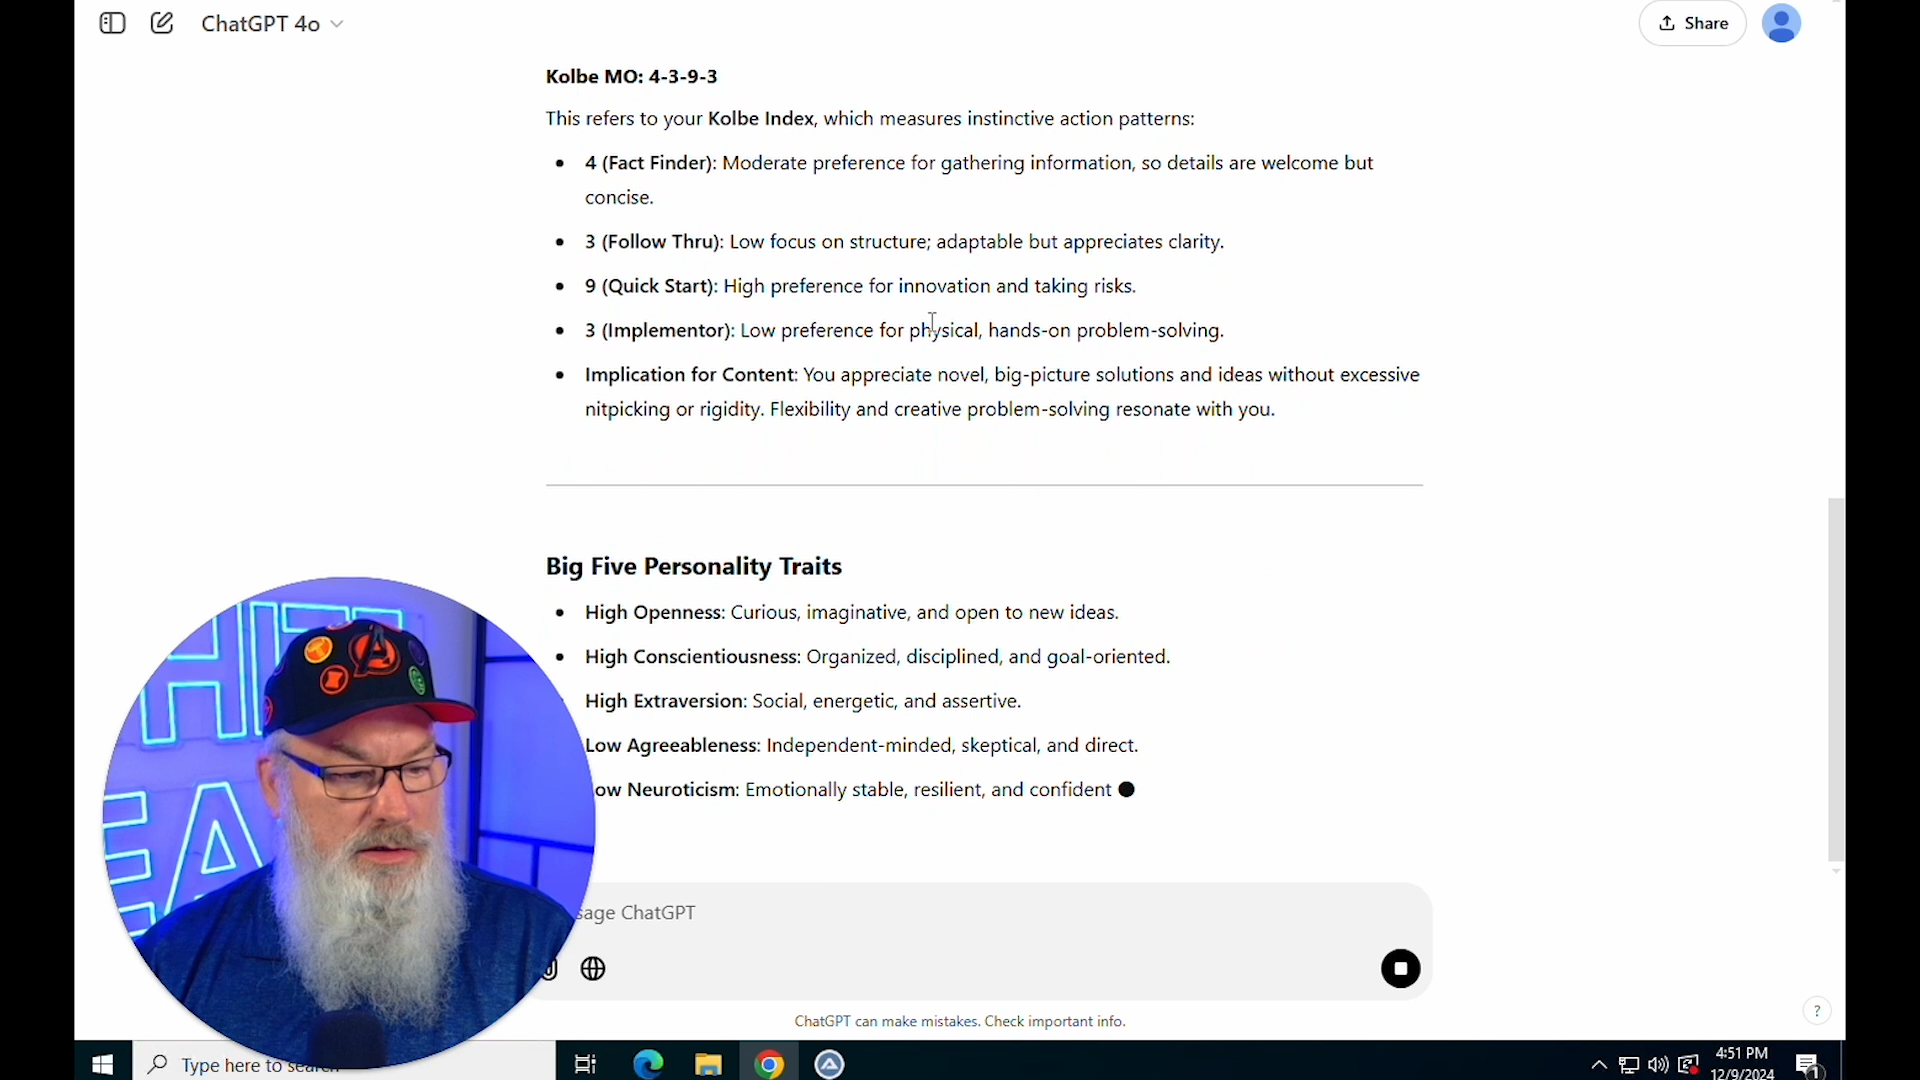 ChatGPT 4o
Share
Kolbe MO: 4-3-9-3
This refers to your Kolbe Index, which measures instinctive action patterns:
4 (Fact Finder): Moderate preference for gathering information, so details are welcome but
concise.
3 (Follow Thru): Low focus on structure; adaptable but appreciates clarity.
9 (Quick Start): High preference for innovation and taking risks.
3 (Implementor): Low preference for physical, hands-on problem-solving.
Implication for Content: You appreciate novel, big-picture solutions and ideas without excessive
nitpicking or rigidity. Flexibility and creative problem-solving resonate with you.
Big Five Personality Traits
High Openness: Curious, imaginative, and open to new ideas.
High Conscientiousness: Organized, disciplined, and goal-oriented.
High Extraversion: Social, energetic, and assertive.
Low Agreeableness: Independent-minded, skeptical, and direct.
ow Neuroticism: Emotionally stable, resilient, and confident
sage ChatGPT
ChatGPT can make mistakes. Check important info.
?
Type here to search
4:51 PM
12/9/2024
1